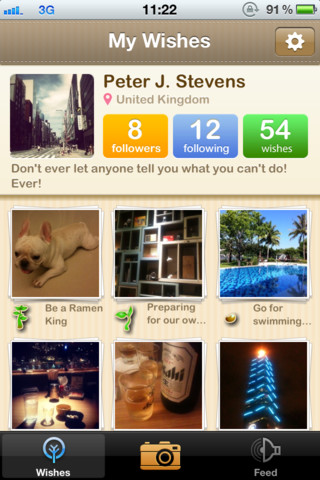 3G 11:22 91%
My Wishes
Peter J. Stevens
United Kingdom
8 12 54
followers following wishes
Don't ever let anyone tell you what you can't do!
Ever!
Be a Ramen
King
Preparing
for our ow...
Go for
swimming...
Asahi
Wishes Feed